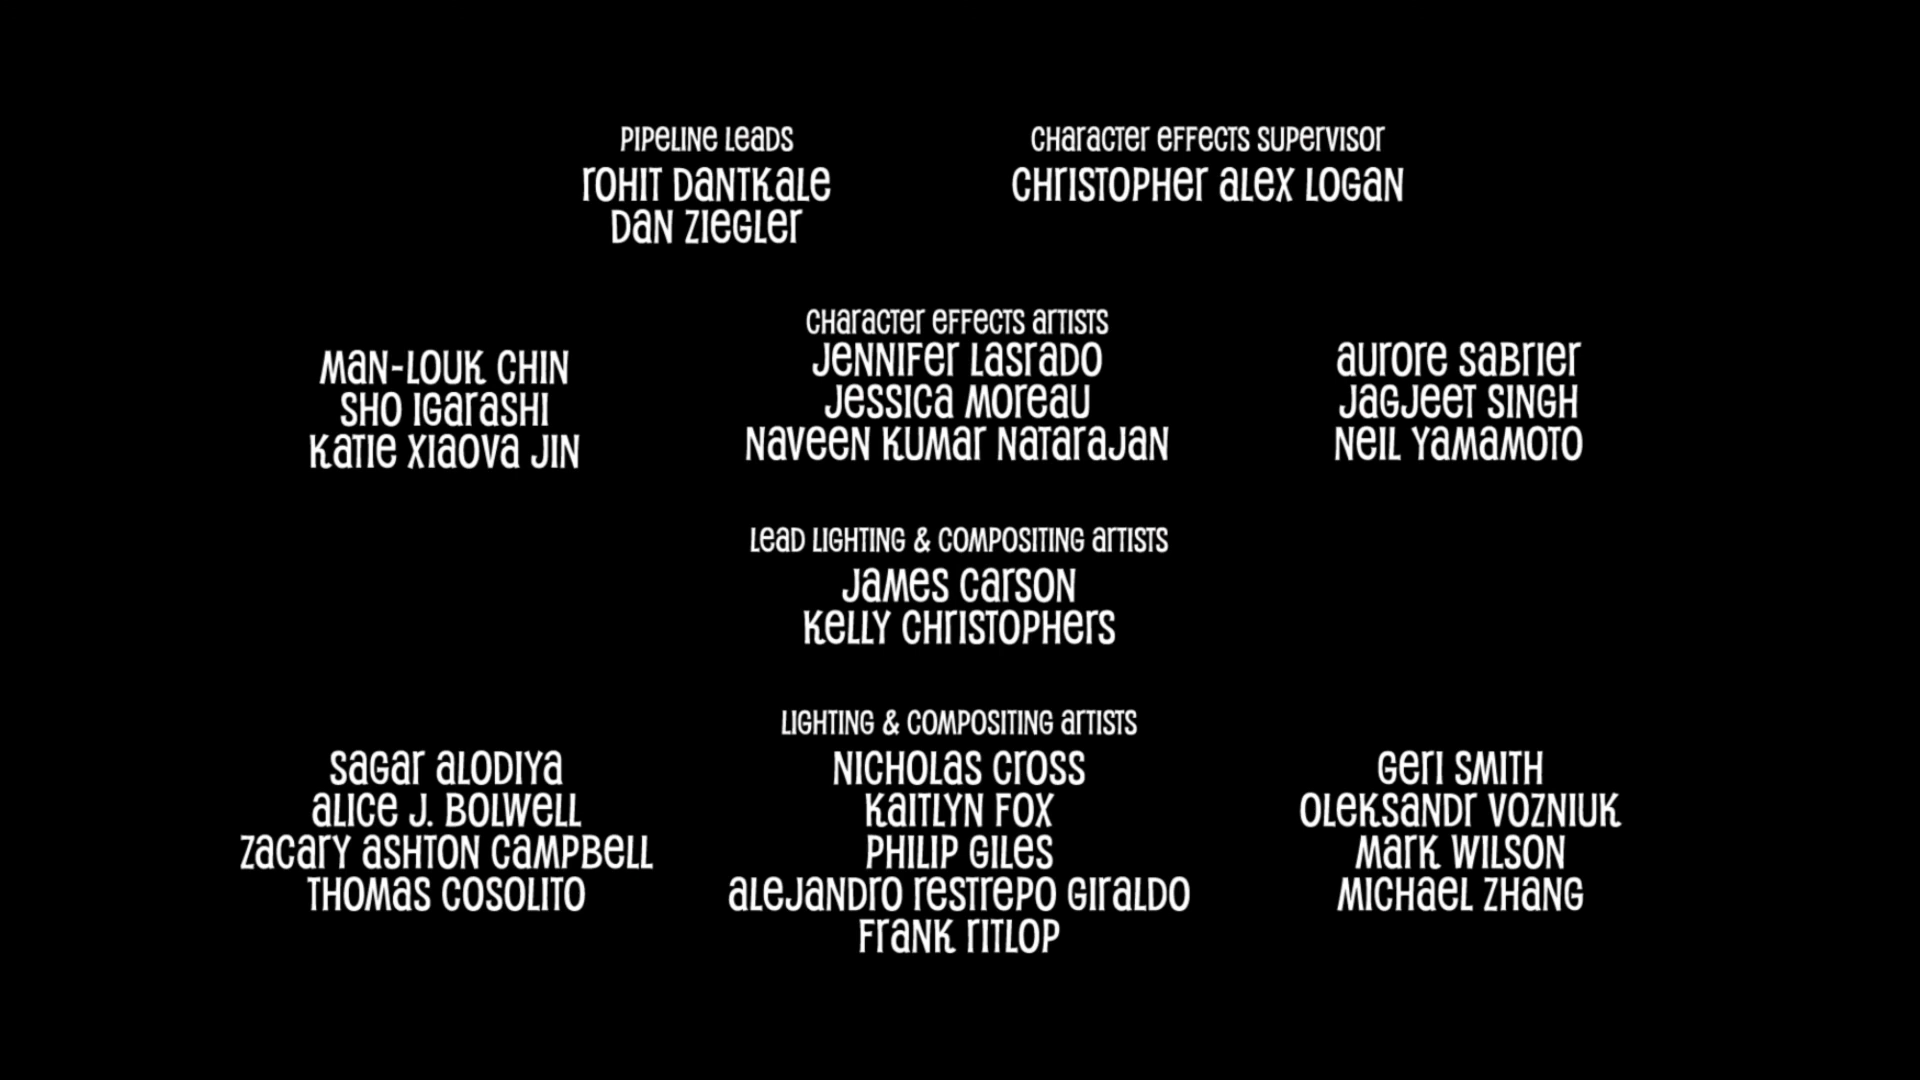 Pipeline Leads
Rohit Dantkale
Dan Ziegler
Character Effects Supervisor
Christopher Alex Logan
Character Effects Artists
Man-Louk Chin
Sho Igarashi
Katie Xiaova Jin
Jennifer Lasrado
Jessica Moreau
Naveen Kumar Natarajan
Aurore Sabrier
Jagjeet Singh
Neil Yamamoto
Lead Lighting & Compositing Artists
James Carson
Kelly Christophers
Lighting & Compositing Artists
Sagar Alodiya
Alice J. Bolwell
Zacary Ashton Campbell
Thomas Cosolito
Nicholas Cross
Kaitlyn Fox
Philip Giles
Alejandro Restrepo Giraldo
Frank Ritlop
Geri Smith
Oleksandr Vozniuk
Mark Wilson
Michael Zhang